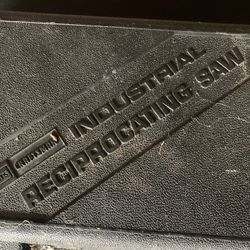 CRAFTSMAN
INDUSTRIAL
RECIPROCATING SAW